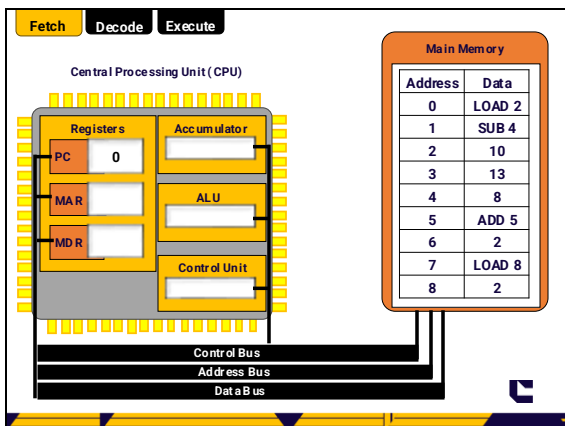 Fetch Decode Execute
Central Processing Unit (CPU)
Registers
PC 0
MAR
MDR
Accumulator
ALU
Control Unit
Main Memory
Address Data
0 LOAD 2
1 SUB 4
2 10
3 13
4 8
5 ADD 5
6 2
7 LOAD 8
8 2
Control Bus
Address Bus
Data Bus